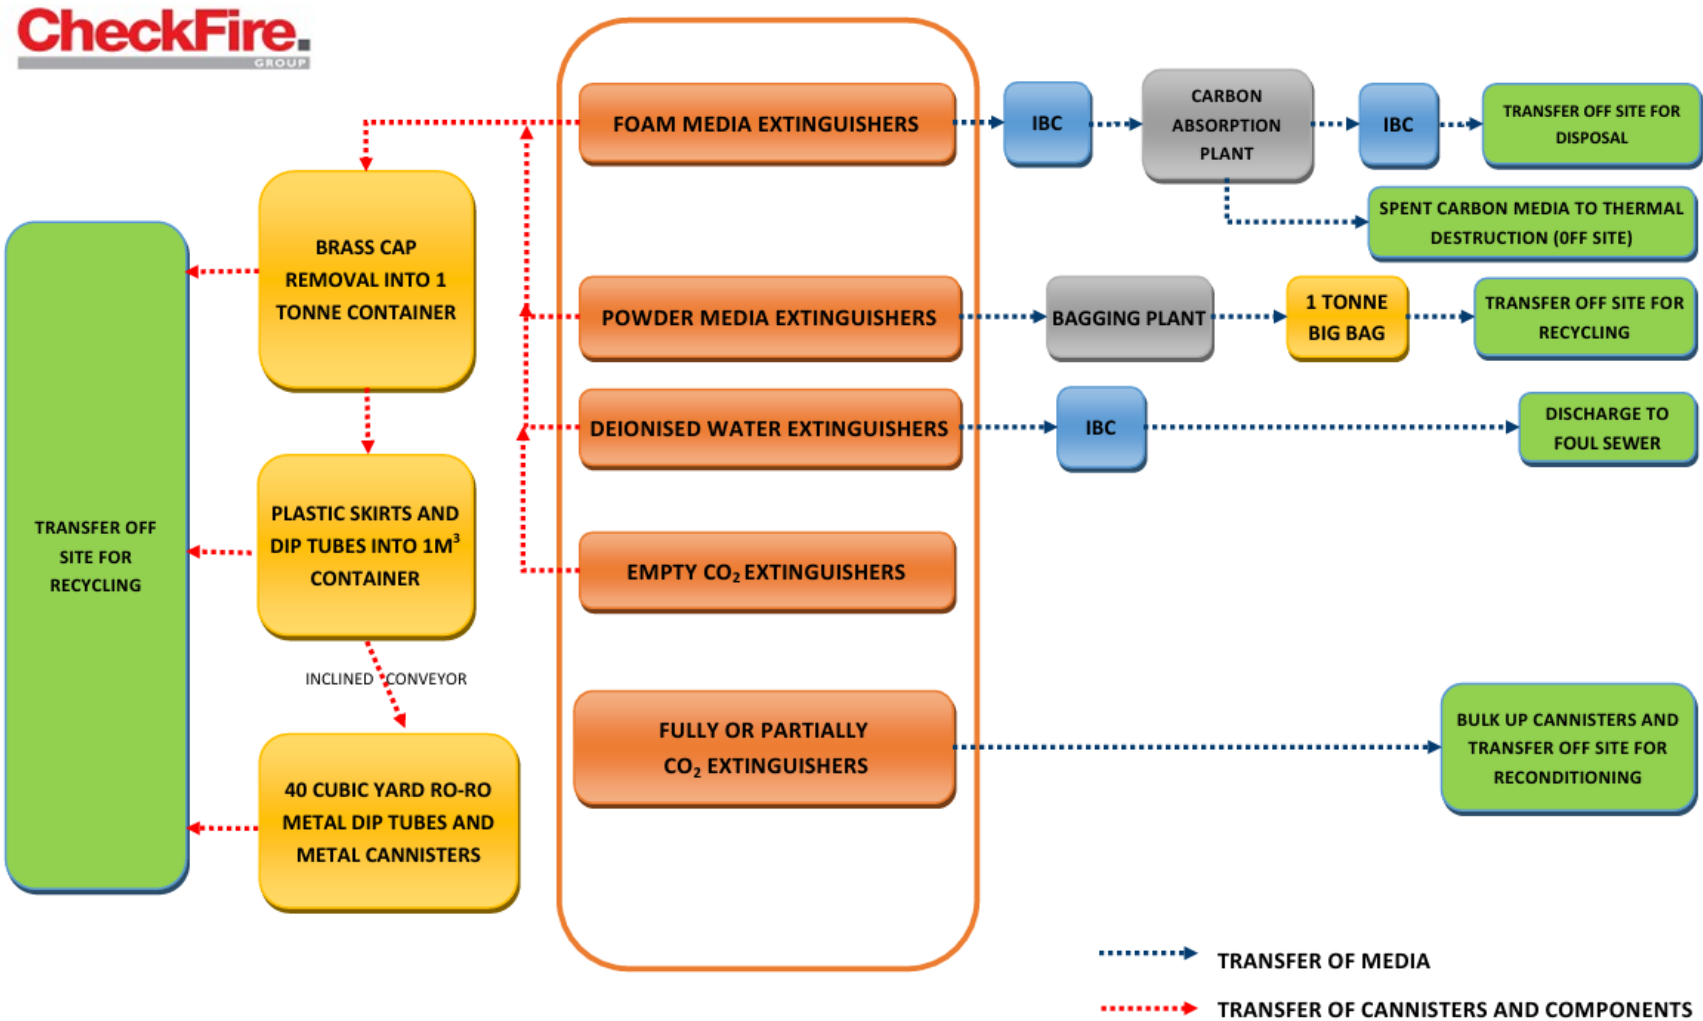 CheckFire.
GROUP
FOAM MEDIA EXTINGUISHERS
IBC
CARBON
ABSORPTION
PLANT
IBC
TRANSFER OFF SITE FOR
DISPOSAL
SPENT CARBON MEDIA TO THERMAL
DESTRUCTION (0FF SITE)
BRASS CAP
REMOVAL INTO 1
TONNE CONTAINER
POWDER MEDIA EXTINGUISHERS
BAGGING PLANT
1 TONNE
BIG BAG
TRANSFER OFF SITE FOR
RECYCLING
DEIONISED WATER EXTINGUISHERS
IBC
DISCHARGE TO
FOUL SEWER
TRANSFER OFF
SITE FOR
RECYCLING
PLASTIC SKIRTS AND
DIP TUBES INTO 1M³
CONTAINER
EMPTY CO₂ EXTINGUISHERS
INCLINED CONVEYOR
FULLY OR PARTIALLY
CO₂ EXTINGUISHERS
BULK UP CANNISTERS AND
TRANSFER OFF SITE FOR
RECONDITIONING
40 CUBIC YARD RO-RO
METAL DIP TUBES AND
METAL CANNISTERS
TRANSFER OF MEDIA
TRANSFER OF CANNISTERS AND COMPONENTS